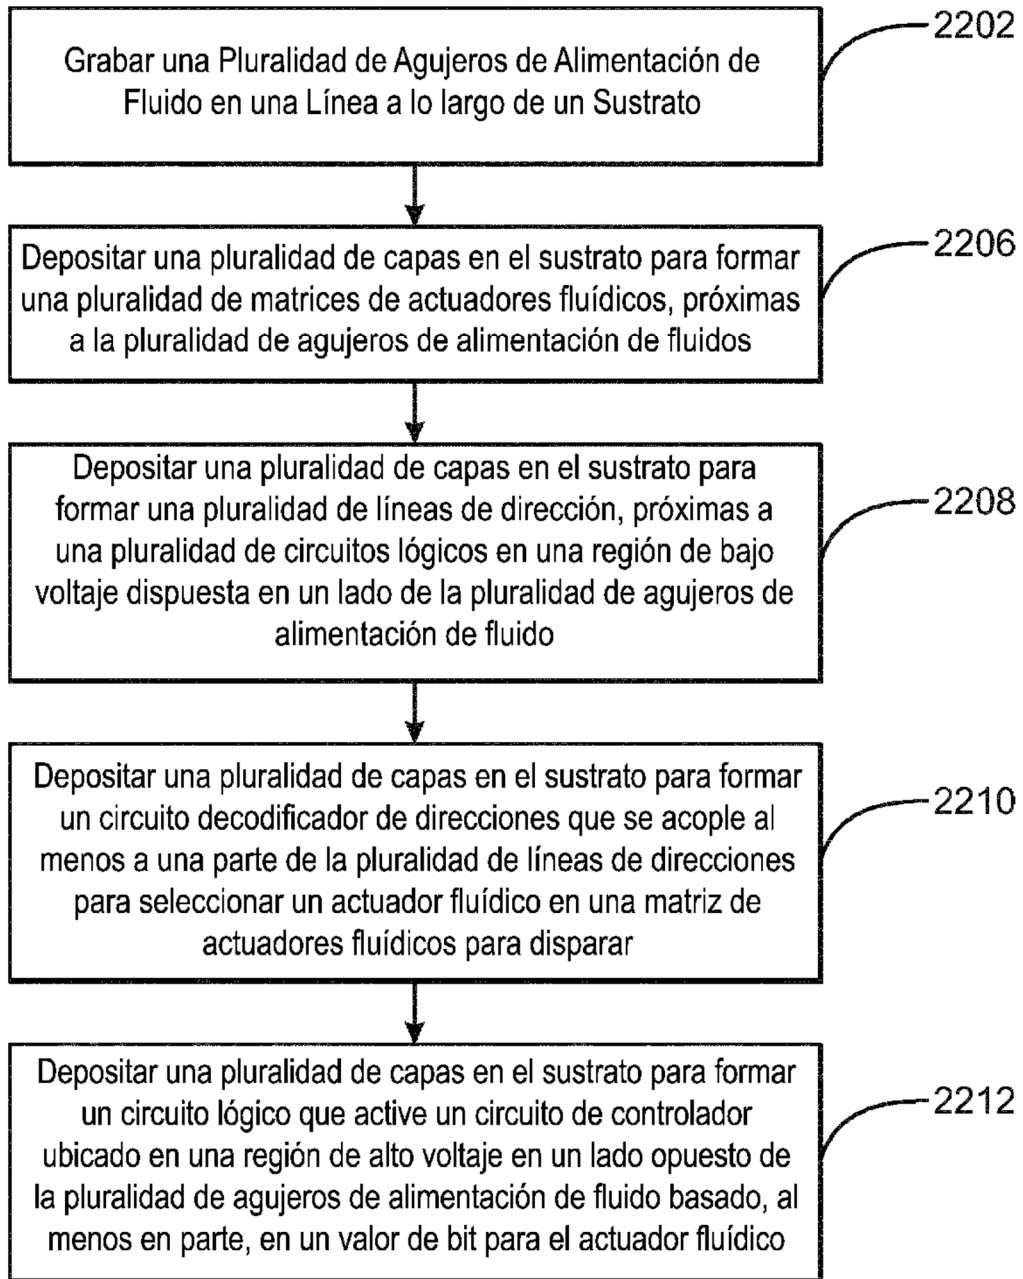 Grabar una Pluralidad de Agujeros de Alimentación de
Fluido en una Línea a lo largo de un Sustrato
2202
Depositar una pluralidad de capas en el sustrato para formar
una pluralidad de matrices de actuadores fluídicos, próximas
a la pluralidad de agujeros de alimentación de fluidos
2206
Depositar una pluralidad de capas en el sustrato para
formar una pluralidad de líneas de dirección, próximas a
una pluralidad de circuitos lógicos en una región de bajo
voltaje dispuesta en un lado de la pluralidad de agujeros de
alimentación de fluido
2208
Depositar una pluralidad de capas en el sustrato para formar
un circuito decodificador de direcciones que se acople al
menos a una parte de la pluralidad de líneas de direcciones
para seleccionar un actuador fluídico en una matriz de
actuadores fluídicos para disparar
2210
Depositar una pluralidad de capas en el sustrato para formar
un circuito lógico que active un circuito de controlador
ubicado en una región de alto voltaje en un lado opuesto de
la pluralidad de agujeros de alimentación de fluido basado, al
menos en parte, en un valor de bit para el actuador fluídico
2212